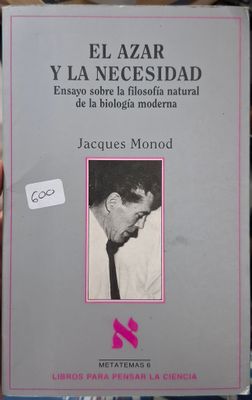 EL AZAR
Y LA NECESIDAD
Ensayo sobre la filosofía natural
de la biología moderna
Jacques Monod
600
א
METATEMAS 6
LIBROS PARA PENSAR LA CIENCIA